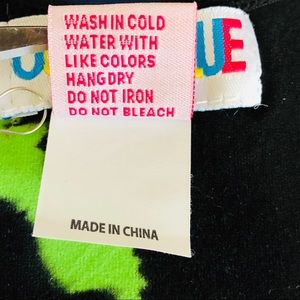 WASH IN COLD
WATER WITH
LIKE COLORS
HANG DRY
DO NOT IRON
DO NOT BLEACH
MADE IN CHINA